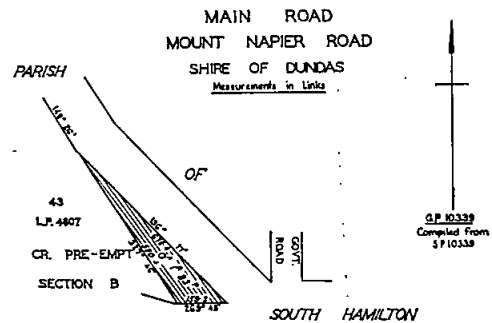 MAIN ROAD
MOUNT NAPIER ROAD
SHIRE OF DUNDAS
Measurements in Links
PARISH
OF
43
L.P. 4807
CR. PRE-EMPT
SECTION B
GOVT.
ROAD
G.P. 10339
Compiled from
S.P. 10339
SOUTH HAMILTON